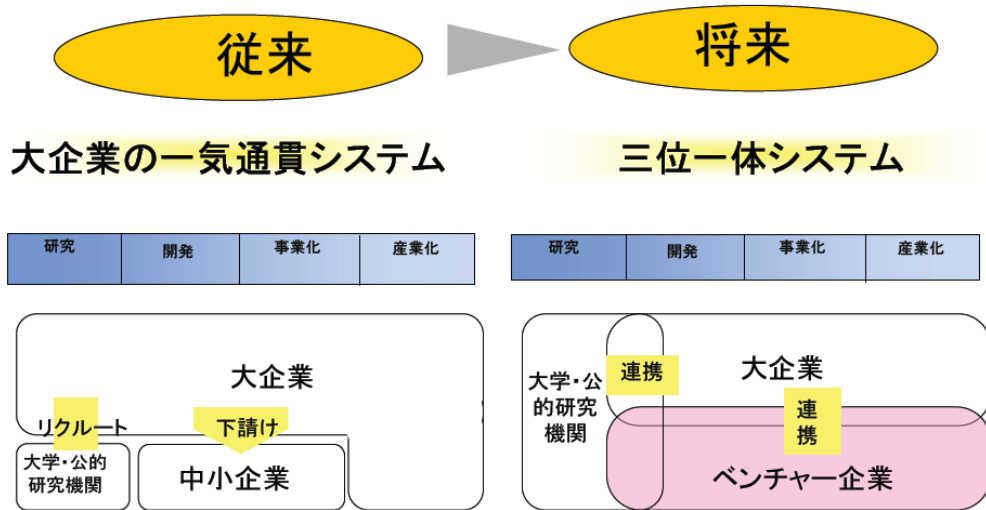 従来
将来
大企業の一気通貫システム
三位一体システム
研究
開発
事業化
産業化
研究
開発
事業化
産業化
大企業
リクルート
下請け
大学・公的
研究機関
中小企業
大学・公
的研究
機関
連携
大企業
連
携
ベンチャー企業